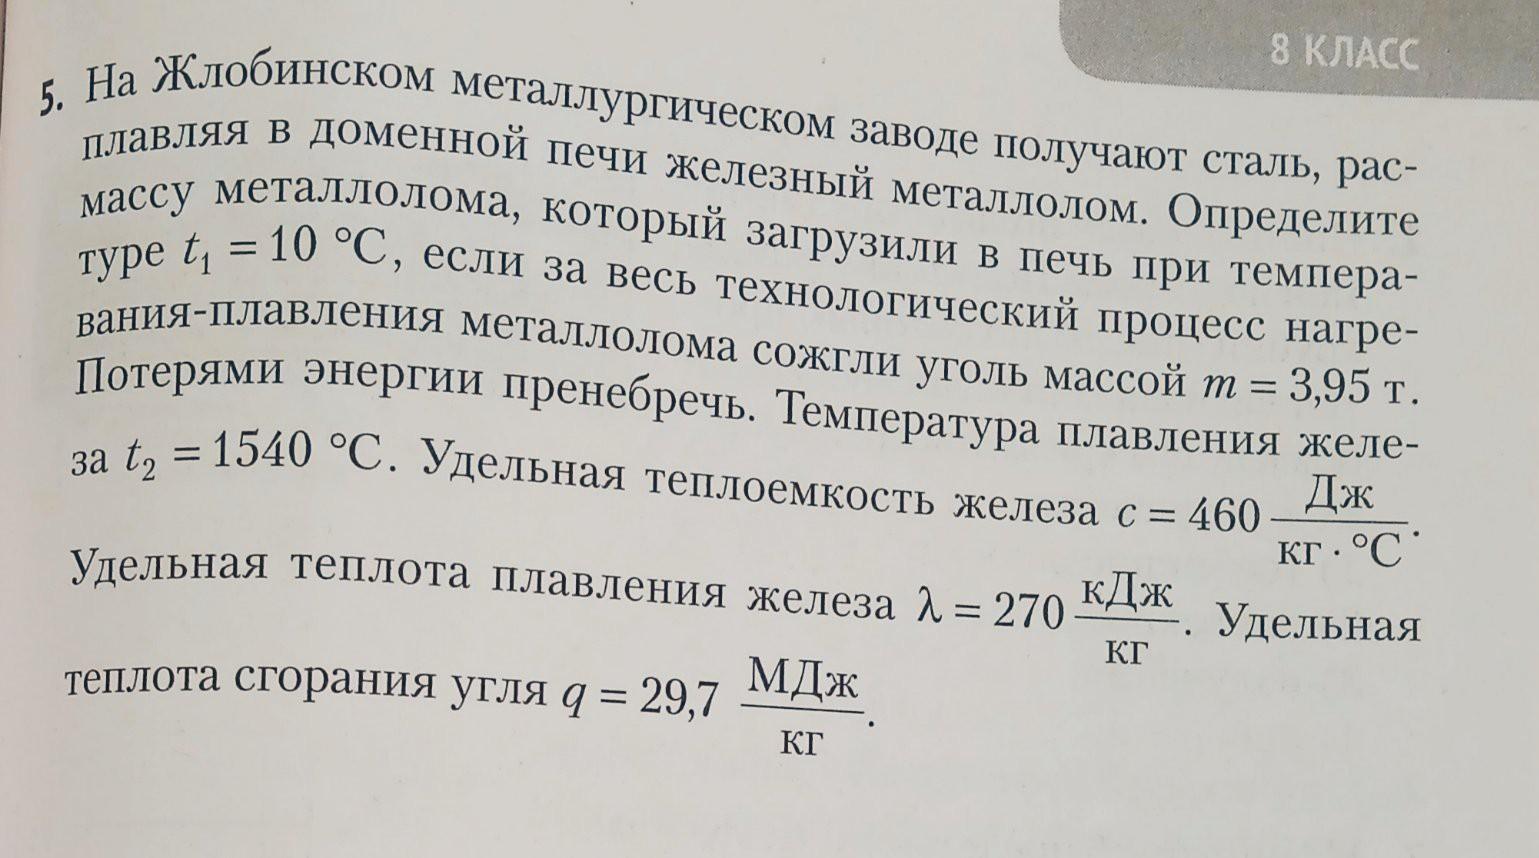 8 КЛАСС
5. На Жлобинском металлургическом заводе получают сталь, рас-
плавляя в доменной печи железный металлолом. Определите
массу металлолома, который загрузили в печь при темпера-
туре t₁ = 10 °С, если за весь технологический процесс нагре-
вания-плавления металлолома сожгли уголь массой m = 3,95 т.
Потерями энергии пренебречь. Температура плавления желе-
за t₂ = 1540 °С. Удельная теплоемкость железа c = 460 Дж/(кг · °С).
Удельная теплота плавления железа λ = 270 кДж/кг. Удельная
теплота сгорания угля q = 29,7 МДж/кг.